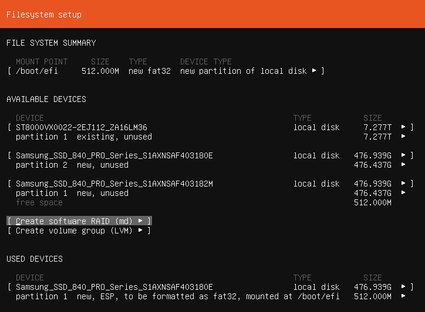 Filesystem setup
FILE SYSTEM SUMMARY
MOUNT POINT SIZE TYPE DEVICE TYPE
[ /boot/efi 512.000M new fat32 new partition of local disk ▸ ]
AVAILABLE DEVICES
DEVICE TYPE SIZE
[ ST8000VX0022-2EJ112_ZA16LM36 local disk 7.277T ▸ ]
partition 1 existing, unused 7.277T ▸
[ Samsung_SSD_840_PRO_Series_S1AXNSAF403180E local disk 476.939G ▸ ]
partition 2 new, unused 476.437G ▸
[ Samsung_SSD_840_PRO_Series_S1AXNSAF403182M local disk 476.939G ▸ ]
partition 1 new, unused 476.437G ▸
free space 512.000M
[ Create software RAID (md) ▸ ]
[ Create volume group (LVM) ▸ ]
USED DEVICES
DEVICE TYPE SIZE
[ Samsung_SSD_840_PRO_Series_S1AXNSAF403180E local disk 476.939G ▸ ]
partition 1 new, ESP, to be formatted as fat32, mounted at /boot/efi 512.000M ▸